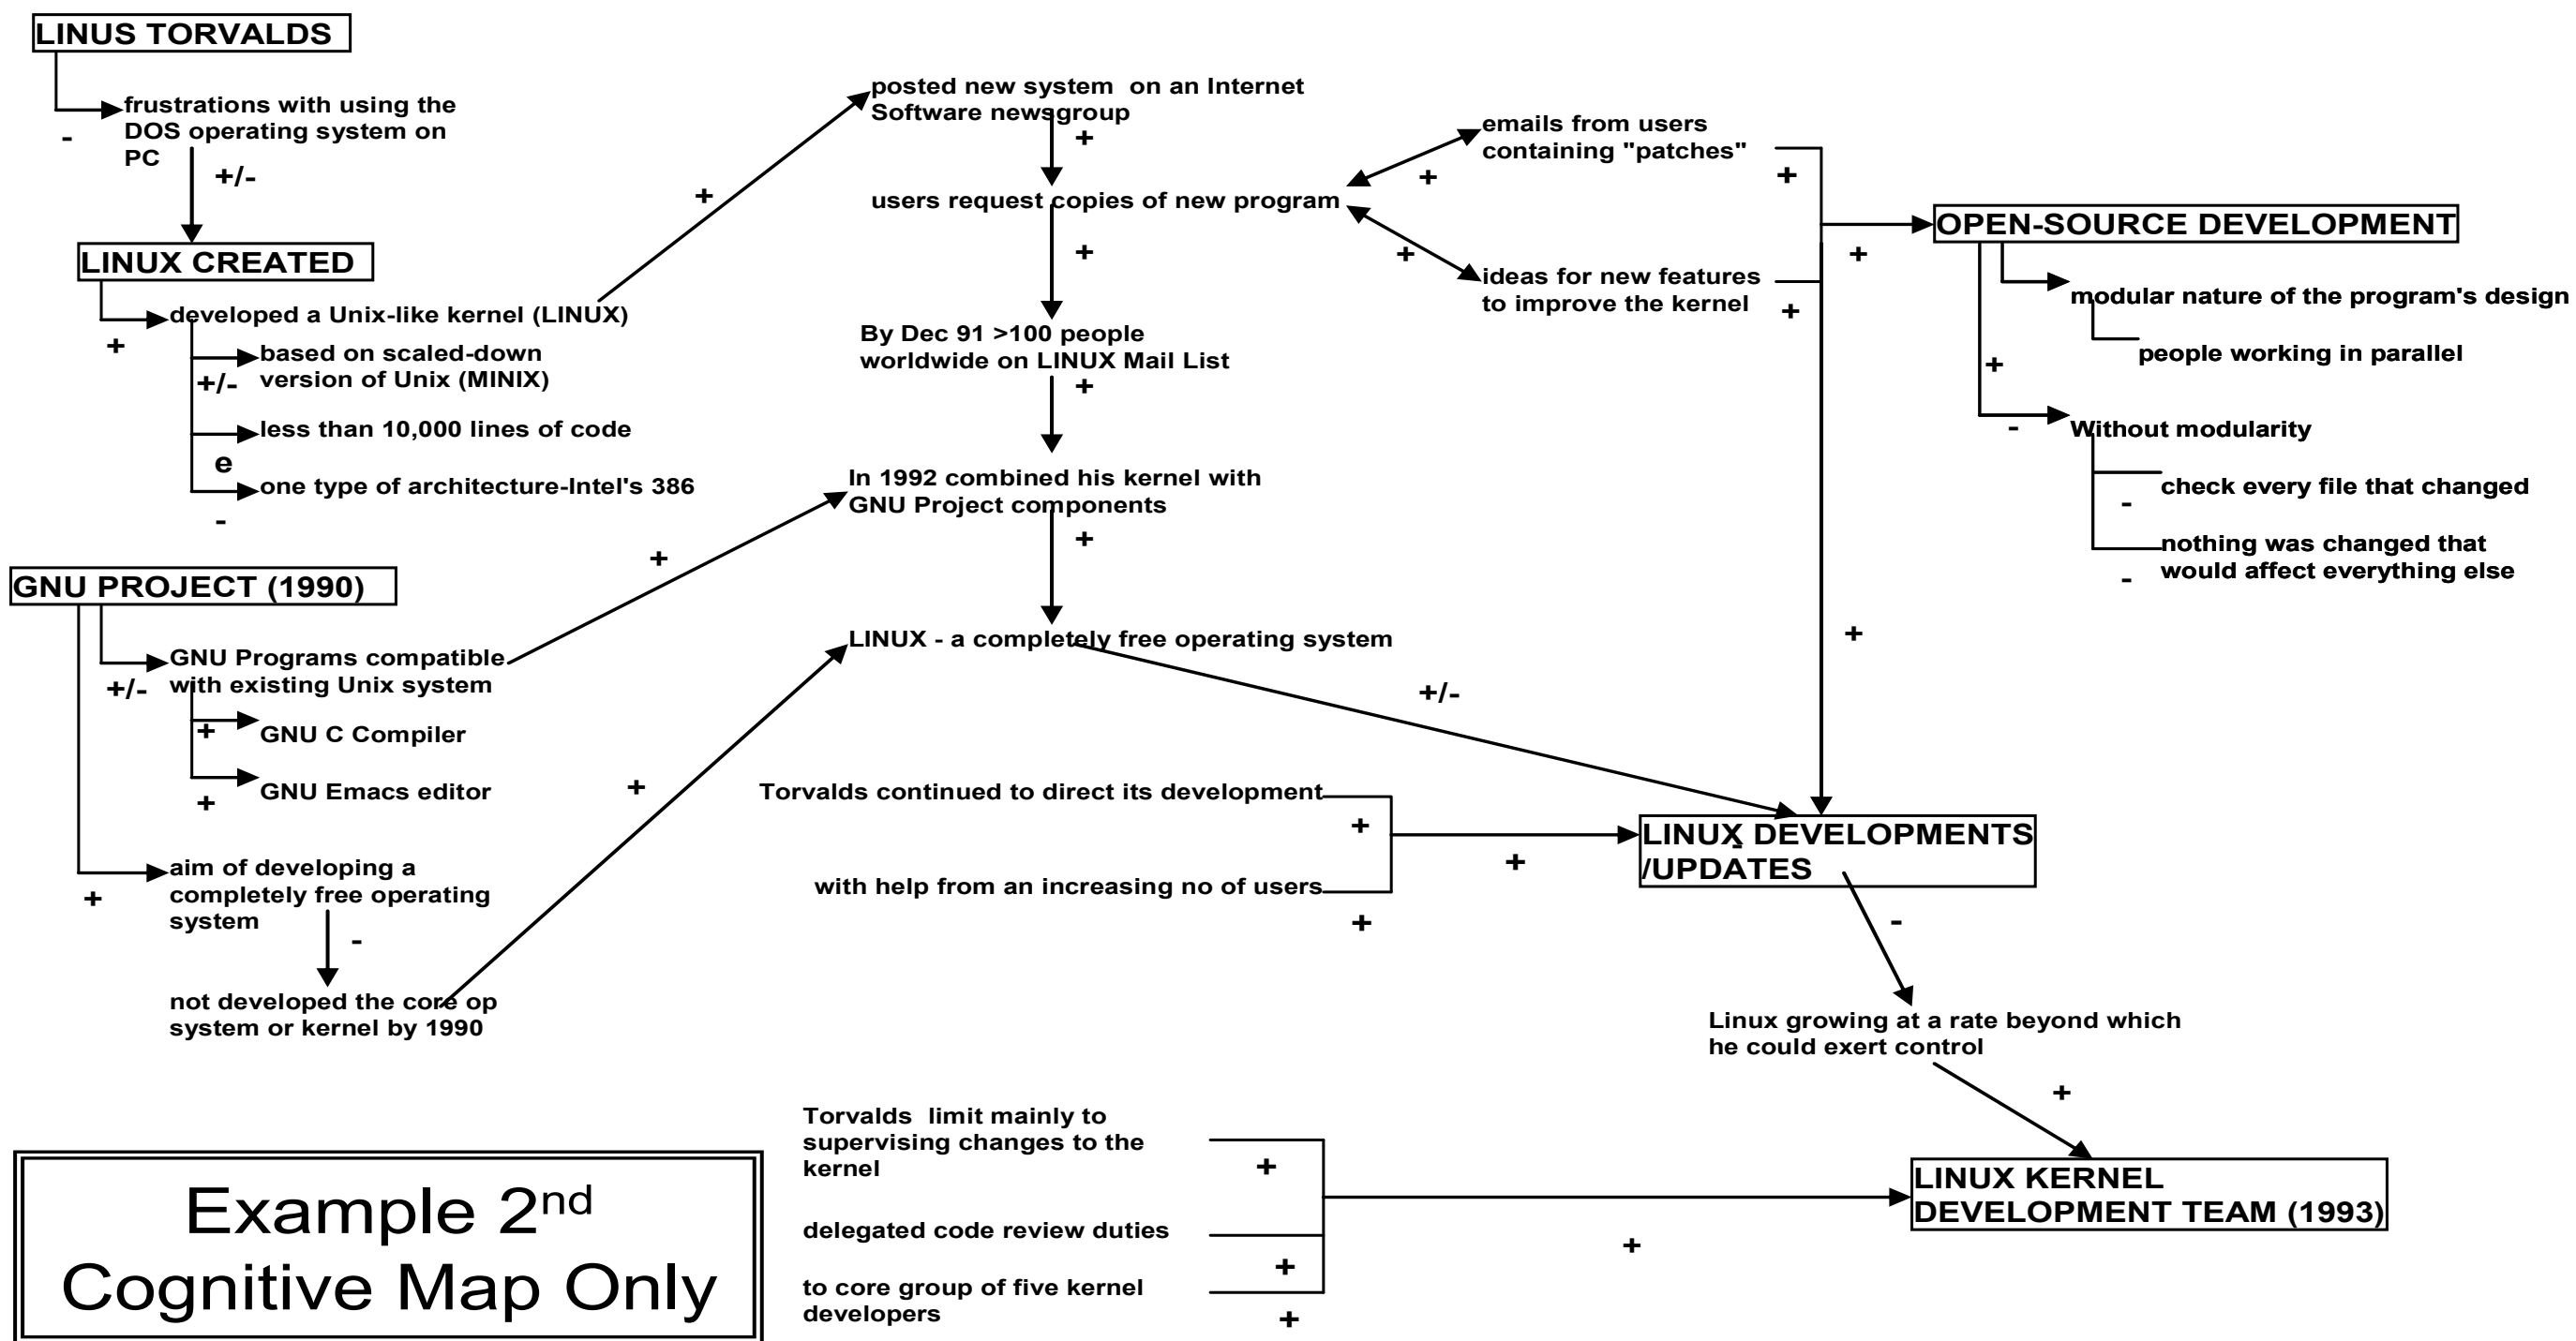 LINUS TORVALDS
-
frustrations with using the
DOS operating system on
PC
+/-
LINUX CREATED
+
developed a Unix-like kernel (LINUX)
+/-
based on scaled-down
version of Unix (MINIX)
less than 10,000 lines of code
e
one type of architecture-Intel's 386
-
+
GNU PROJECT (1990)
+/-
GNU Programs compatible
with existing Unix system
+
GNU C Compiler
+
GNU Emacs editor
+
aim of developing a
completely free operating
system
-
not developed the core op
system or kernel by 1990
+
+
posted new system on an Internet
Software newsgroup
+
users request copies of new program
+
By Dec 91 >100 people
worldwide on LINUX Mail List
+
In 1992 combined his kernel with
GNU Project components
+
LINUX - a completely free operating system
+/-
+
emails from users
containing "patches"
+
+
ideas for new features
to improve the kernel
+
+
+
OPEN-SOURCE DEVELOPMENT
modular nature of the program's design
people working in parallel
+
-
Without modularity
check every file that changed
-
nothing was changed that
would affect everything else
-
Torvalds continued to direct its development
+
with help from an increasing no of users
+
+
LINUX DEVELOPMENTS
-
/UPDATES
-
Linux growing at a rate beyond which
he could exert control
+
Torvalds limit mainly to
supervising changes to the
kernel
+
delegated code review duties
+
to core group of five kernel
developers
+
+
LINUX KERNEL
DEVELOPMENT TEAM (1993)
Example 2nd
Cognitive Map Only